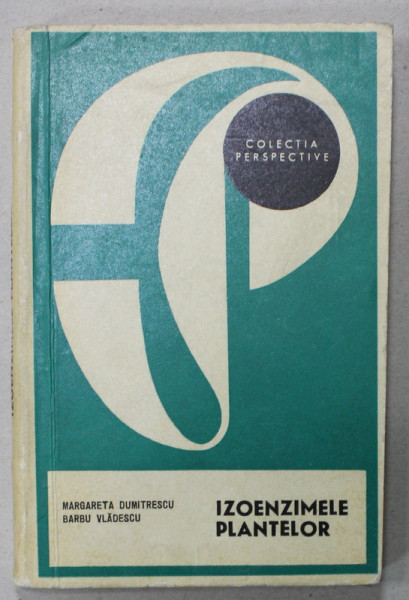 COLECTIA
PERSPECTIVE
MARGARETA DUMITRESCU
BARBU VLĂDESCU
IZOENZIMELE
PLANTELOR